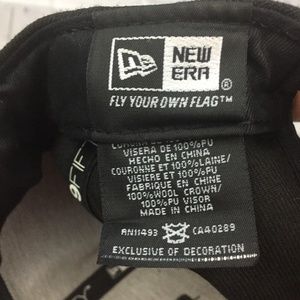 NEW
ERA
®
FLY YOUR OWN FLAG™
VISERA DE 100%PU
HECHO EN CHINA
COURONNE ET 100%LAINE/
VISIERE ET 100%PU
FABRIQUE EN CHINE
100%WOOL CROWN/
100%PU VISOR
MADE IN CHINA
RN11493 CA40289
EXCLUSIVE OF DECORATION
9FIF